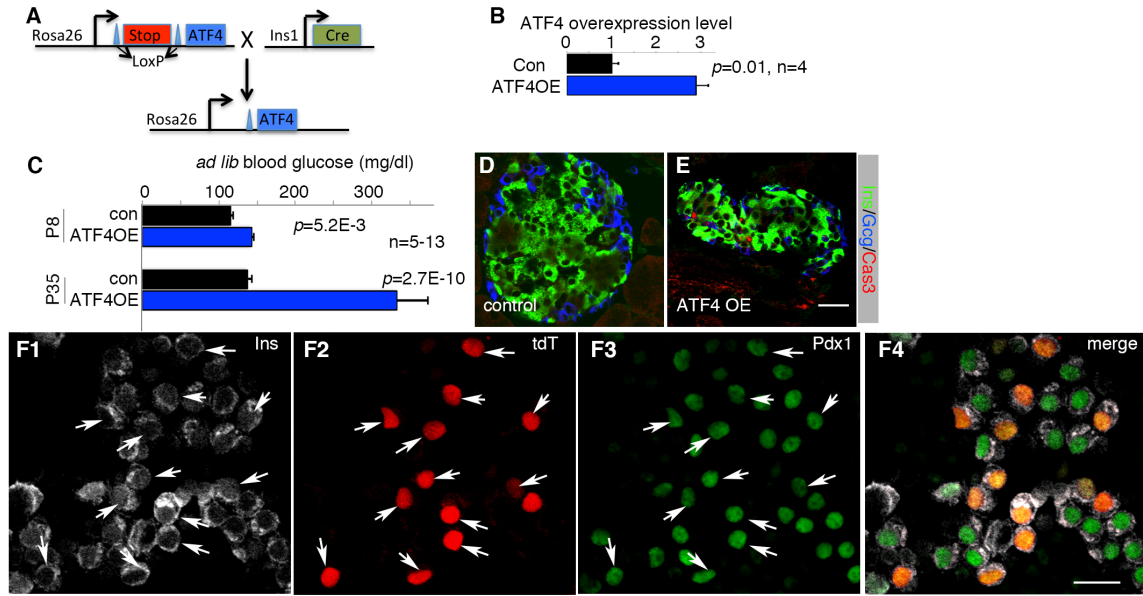 A
Rosa26 Stop ATF4 X Ins1 Cre
LoxP
Rosa26 ATF4
B ATF4 overexpression level
0 1 2 3
Con
ATF4OE
p=0.01, n=4
C ad lib blood glucose (mg/dl)
0 100 200 300
P8 con
ATF4OE
p=5.2E-3
n=5-13
P35 con
ATF4OE
p=2.7E-10
D
control
E
ATF4 OE
Ins/Gcg/Cas3
F1 Ins
F2 tdT
F3 Pdx1
F4 merge